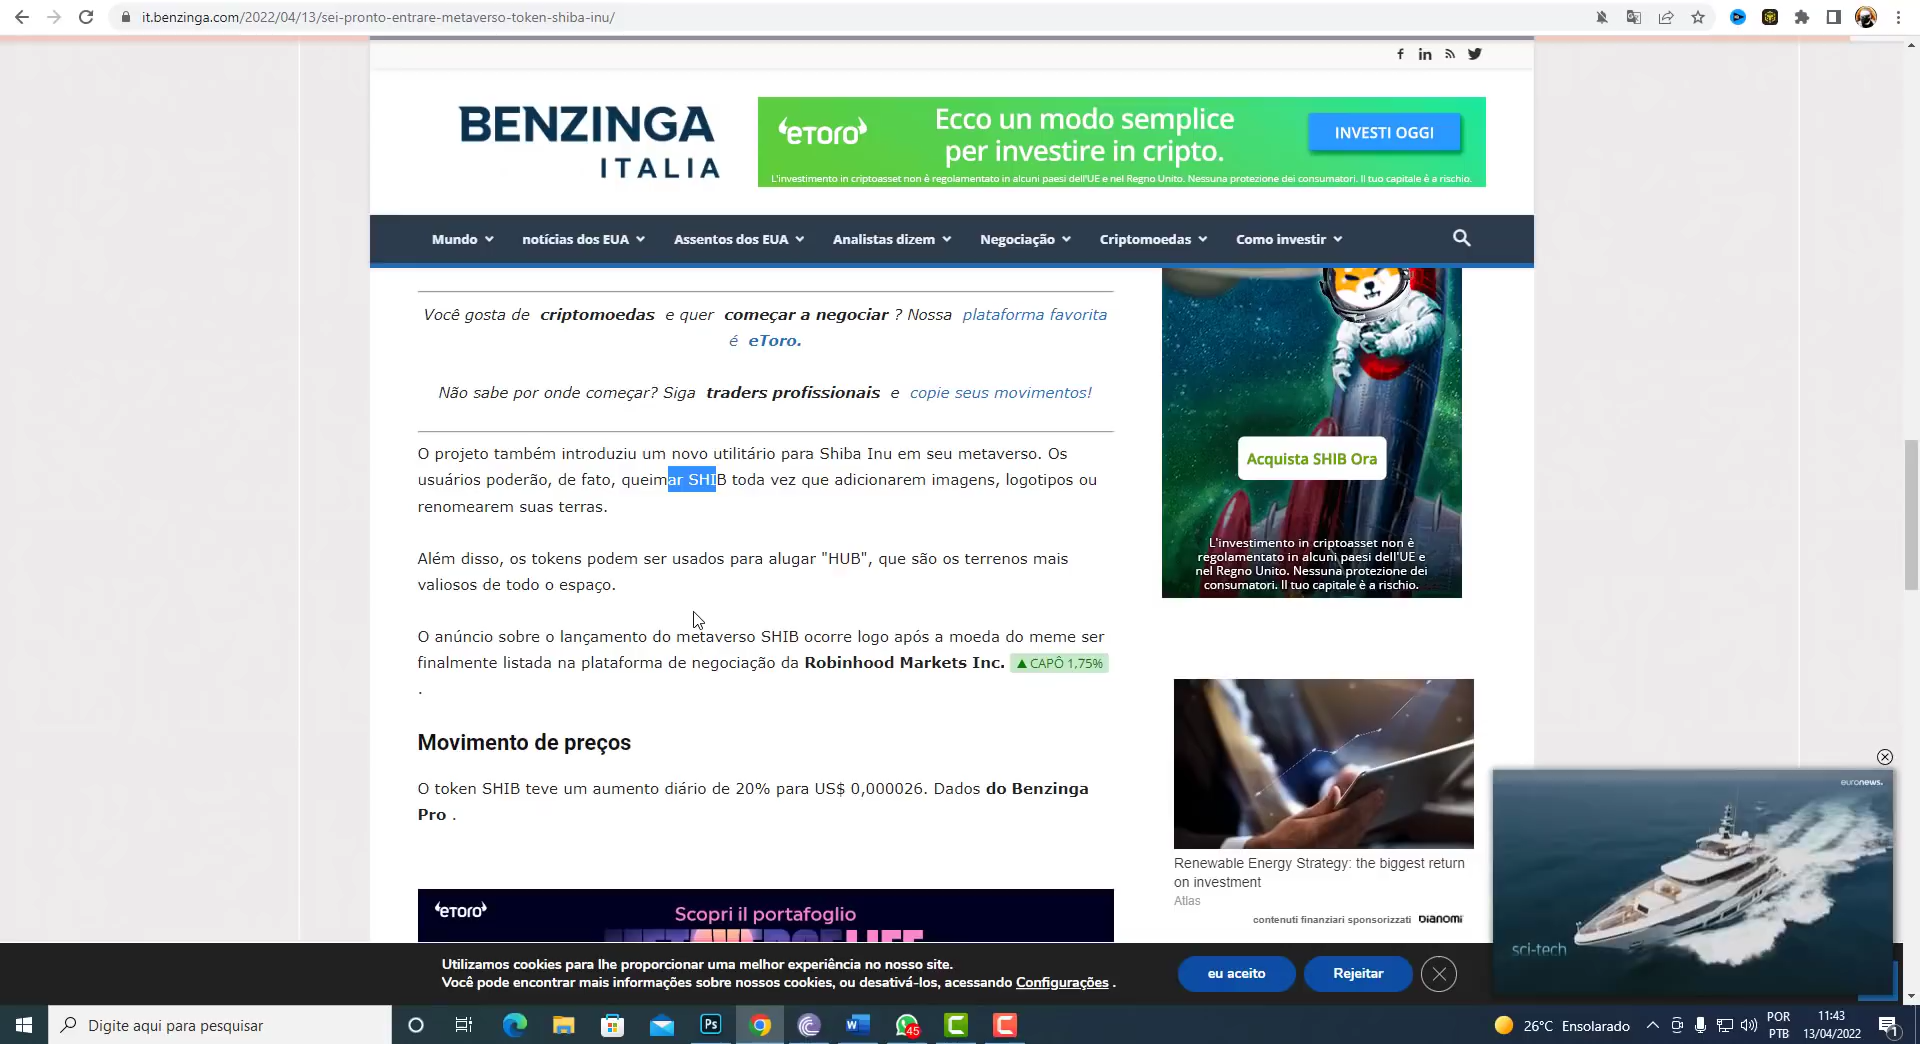 it.benzinga.com/2022/04/13/sei-pronto-entrare-metaverso-token-shiba-inu/
BENZINGA
ITALIA
eToro
Ecco un modo semplice
per investire in cripto.
INVESTI OGGI
L'investimento in criptoasset non è regolamentato in alcuni paesi dell'UE e nel Regno Unito. Nessuna protezione dei consumatori. Il tuo capitale è a rischio.
Mundo notícias dos EUA Assentos dos EUA Analistas dizem Negociação Criptomoedas Como investir
Você gosta de criptomoedas e quer começar a negociar ? Nossa plataforma favorita
é eToro.
Não sabe por onde começar? Siga traders profissionais e copie seus movimentos!
O projeto também introduziu um novo utilitário para Shiba Inu em seu metaverso. Os
usuários poderão, de fato, queimar SHIB toda vez que adicionarem imagens, logotipos ou
renomearem suas terras.
Além disso, os tokens podem ser usados para alugar "HUB", que são os terrenos mais
valiosos de todo o espaço.
O anúncio sobre o lançamento do metaverso SHIB ocorre logo após a moeda do meme ser
finalmente listada na plataforma de negociação da Robinhood Markets Inc. ▲ CAPÔ 1,75%
.
Movimento de preços
O token SHIB teve um aumento diário de 20% para US$ 0,000026. Dados do Benzinga
Pro .
eToro
Scopri il portafoglio
METAVERSE LIFE
Acquista SHIB Ora
L'investimento in criptoasset non è
regolamentato in alcuni paesi dell'UE e
nel Regno Unito. Nessuna protezione dei
consumatori. Il tuo capitale è a rischio.
Renewable Energy Strategy: the biggest return
on investment
Atlas
contenuti finanziari sponsorizzati bianomi
euronews.
sci-tech
Utilizamos cookies para lhe proporcionar uma melhor experiência no nosso site.
Você pode encontrar mais informações sobre nossos cookies, ou desativá-los, acessando Configurações .
eu aceito
Rejeitar
Digite aqui para pesquisar
Ps
45
26°C Ensolarado
POR
PTB
11:43
13/04/2022
1